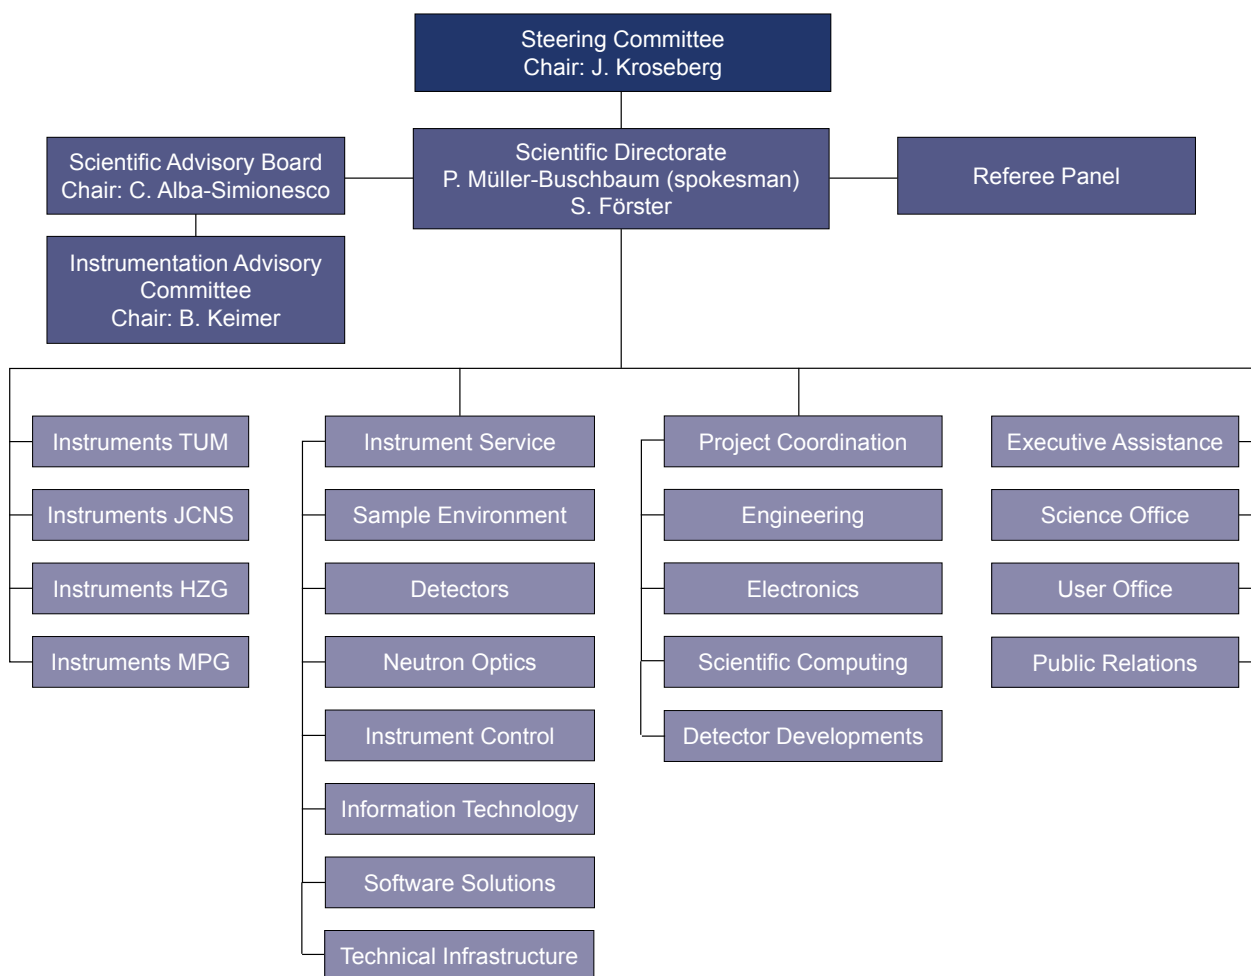 Steering Committee
Chair: J. Kroseberg
Scientific Advisory Board
Chair: C. Alba-Simionesco
Scientific Directorate
P. Müller-Buschbaum (spokesman)
S. Förster
Referee Panel
Instrumentation Advisory
Committee
Chair: B. Keimer
Instruments TUM
Instruments JCNS
Instruments HZG
Instruments MPG
Instrument Service
Sample Environment
Detectors
Neutron Optics
Instrument Control
Information Technology
Software Solutions
Technical Infrastructure
Project Coordination
Engineering
Electronics
Scientific Computing
Detector Developments
Executive Assistance
Science Office
User Office
Public Relations